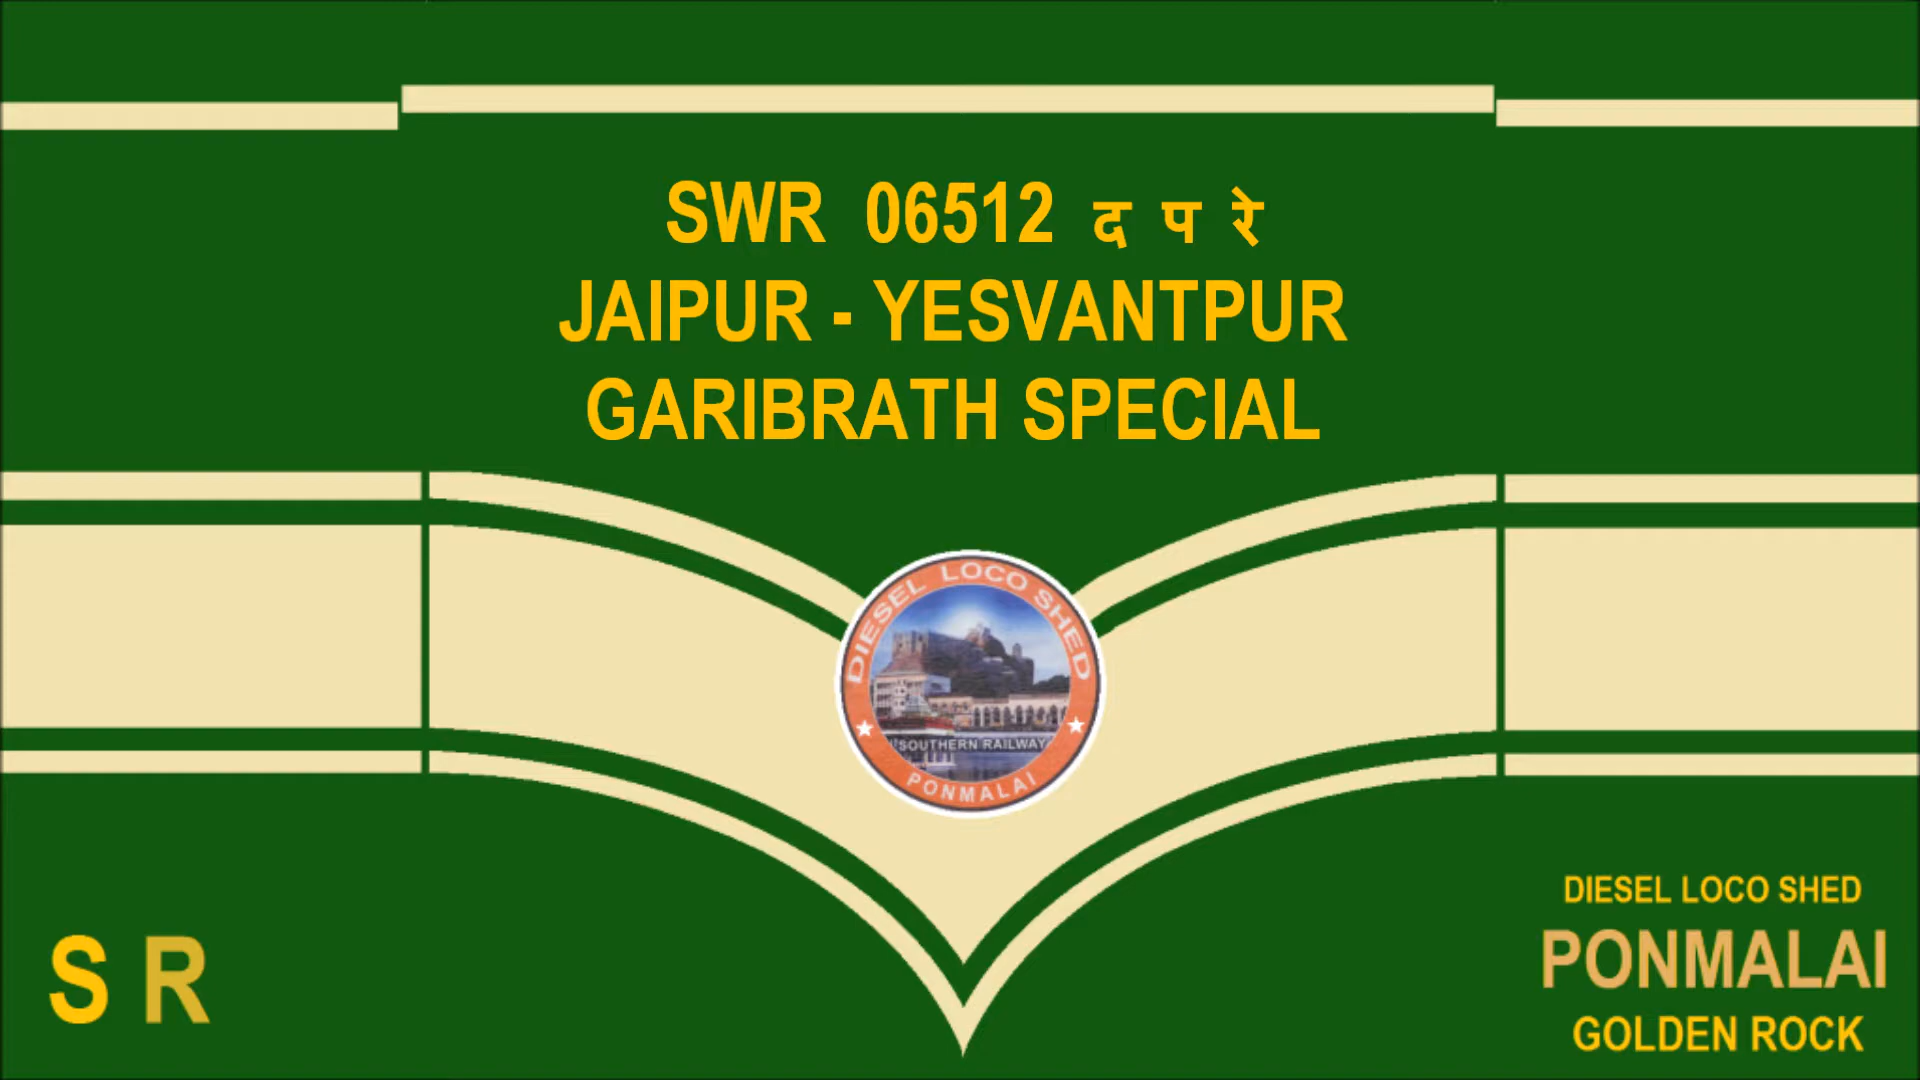 SWR 06512 द प रे
JAIPUR - YESVANTPUR
GARIBRATH SPECIAL
DIESEL LOCO SHED
SOUTHERN RAILWAY
PONMALAI
S R
DIESEL LOCO SHED
PONMALAI
GOLDEN ROCK